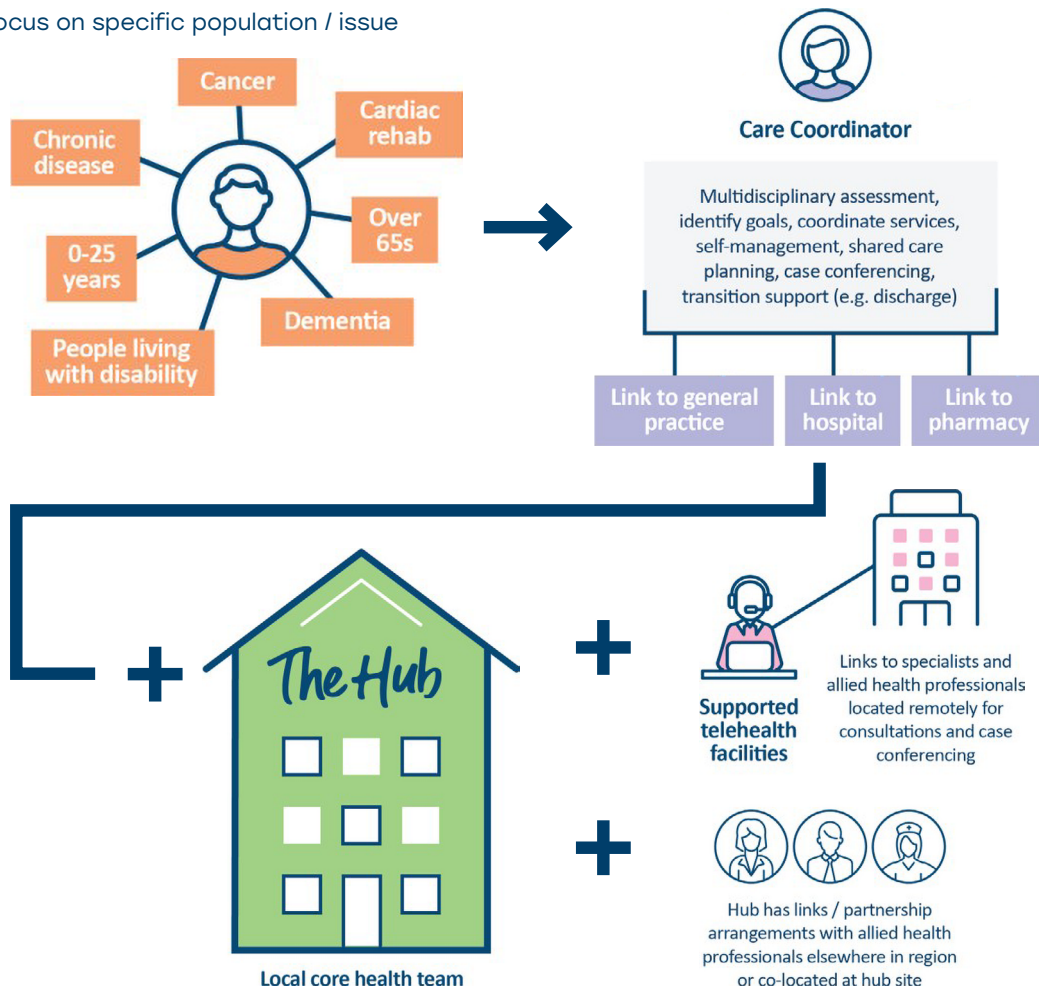 ocus on specific population / issue
Cancer
Cardiac
rehab
Chronic
disease
Over
65s
0-25
years
Dementia
People living
with disability
Care Coordinator
Multidisciplinary assessment,
identify goals, coordinate services,
self-management, shared care
planning, case conferencing,
transition support (e.g. discharge)
Link to general
practice
Link to
hospital
Link to
pharmacy
The Hub
Local core health team
Supported
telehealth
facilities
Links to specialists and
allied health professionals
located remotely for
consultations and case
conferencing
Hub has links / partnership
arrangements with allied health
professionals elsewhere in region
or co-located at hub site